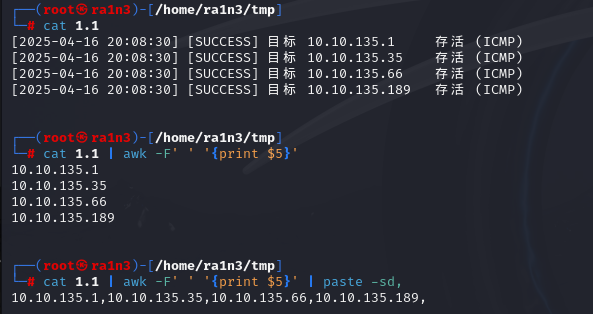 ┌──(root㉿ra1n3)-[/home/ra1n3/tmp]
└─# cat 1.1
[2025-04-16 20:08:30] [SUCCESS] 目标 10.10.135.1     存活 (ICMP)
[2025-04-16 20:08:30] [SUCCESS] 目标 10.10.135.35    存活 (ICMP)
[2025-04-16 20:08:30] [SUCCESS] 目标 10.10.135.66    存活 (ICMP)
[2025-04-16 20:08:30] [SUCCESS] 目标 10.10.135.189   存活 (ICMP)
┌──(root㉿ra1n3)-[/home/ra1n3/tmp]
└─# cat 1.1 | awk -F' ' '{print $5}'
10.10.135.1
10.10.135.35
10.10.135.66
10.10.135.189
┌──(root㉿ra1n3)-[/home/ra1n3/tmp]
└─# cat 1.1 | awk -F' ' '{print $5}' | paste -sd,
10.10.135.1,10.10.135.35,10.10.135.66,10.10.135.189,